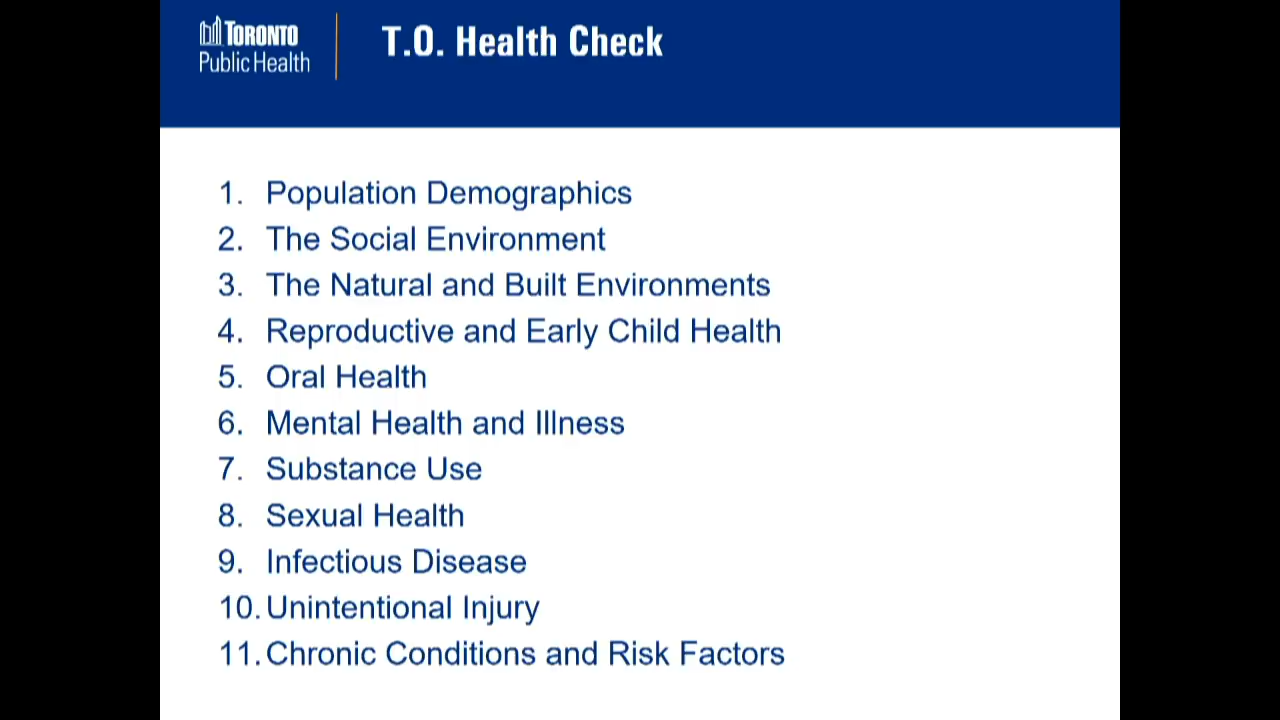 TORONTO
Public Health
T.O. Health Check
1. Population Demographics
2. The Social Environment
3. The Natural and Built Environments
4. Reproductive and Early Child Health
5. Oral Health
6. Mental Health and Illness
7. Substance Use
8. Sexual Health
9. Infectious Disease
10. Unintentional Injury
11. Chronic Conditions and Risk Factors